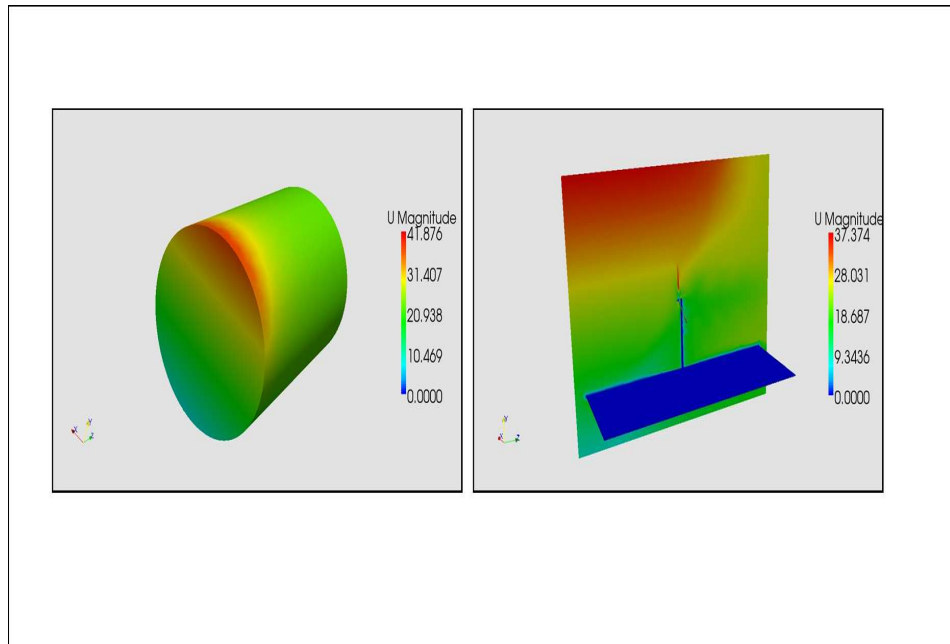 U Magnitude
41.876
31.407
20.938
10.469
0.0000
X
Y
Z
U Magnitude
37.374
28.031
18.687
9.3436
0.0000
X
Y
Z